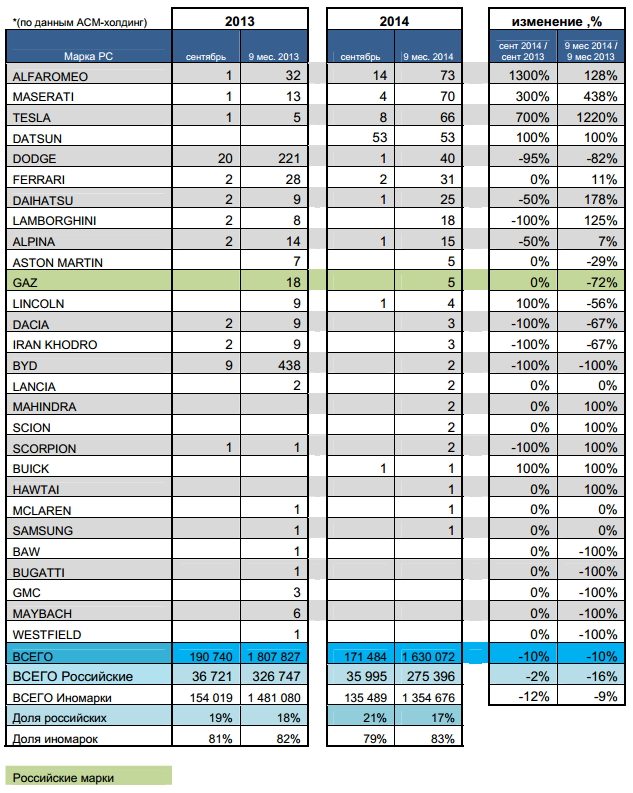 *(по данным АСМ-холдинг) 2013 2014 изменение ,%
Марка РС сентябрь 9 мес. 2013 сентябрь 9 мес. 2014 сент 2014 / сент 2013 9 мес 2014 / 9 мес 2013
ALFAROMEO 1 32 14 73 1300% 128%
MASERATI 1 13 4 70 300% 438%
TESLA 1 5 8 66 700% 1220%
DATSUN 53 53 100% 100%
DODGE 20 221 1 40 -95% -82%
FERRARI 2 28 2 31 0% 11%
DAIHATSU 2 9 1 25 -50% 178%
LAMBORGHINI 2 8 18 -100% 125%
ALPINA 2 14 1 15 -50% 7%
ASTON MARTIN 7 5 0% -29%
GAZ 18 5 0% -72%
LINCOLN 9 1 4 100% -56%
DACIA 2 9 3 -100% -67%
IRAN KHODRO 2 9 3 -100% -67%
BYD 9 438 2 -100% -100%
LANCIA 2 2 0% 0%
MAHINDRA 2 0% 100%
SCION 2 0% 100%
SCORPION 1 1 2 -100% 100%
BUICK 1 1 100% 100%
HAWTAI 1 0% 100%
MCLAREN 1 1 0% 0%
SAMSUNG 1 1 0% 0%
BAW 1 0% -100%
BUGATTI 1 0% -100%
GMC 3 0% -100%
MAYBACH 6 0% -100%
WESTFIELD 1 0% -100%
ВСЕГО 190 740 1 807 827 171 484 1 630 072 -10% -10%
ВСЕГО Российские 36 721 326 747 35 995 275 396 -2% -16%
ВСЕГО Иномарки 154 019 1 481 080 135 489 1 354 676 -12% -9%
Доля российских 19% 18% 21% 17%
Доля иномарок 81% 82% 79% 83%
Российские марки